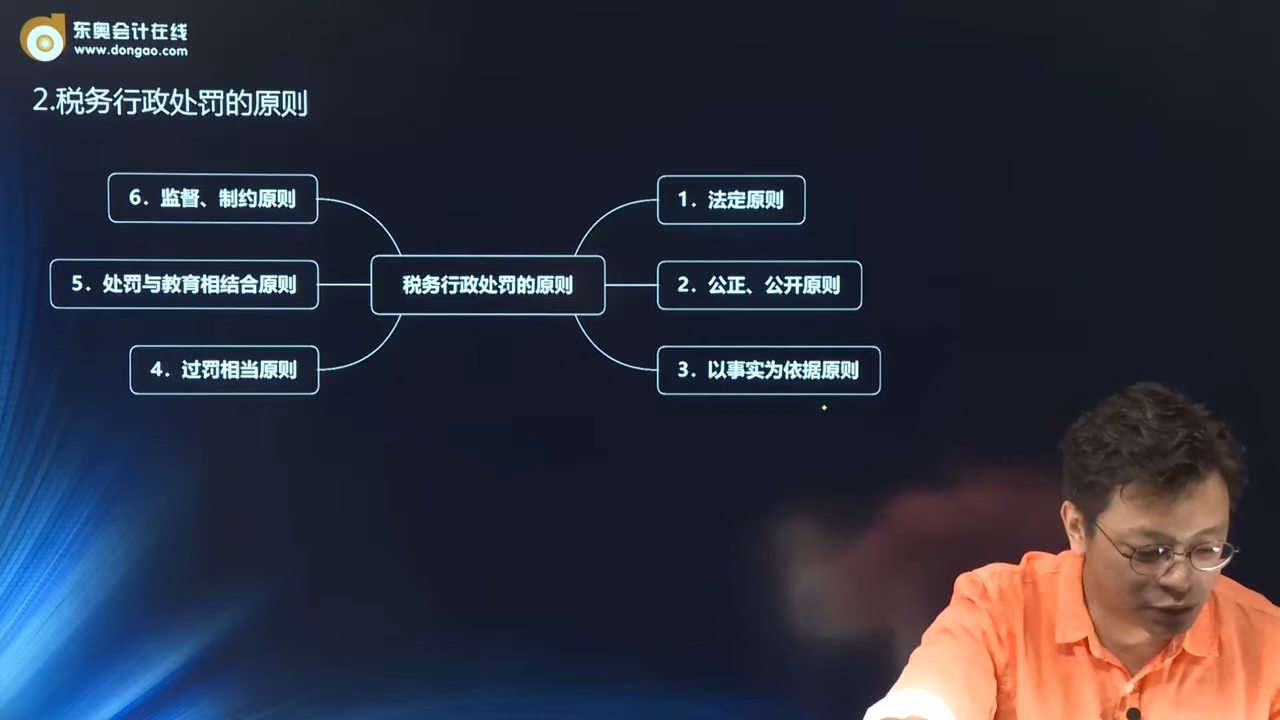 东奥会计在线
www.dongao.com
2.税务行政处罚的原则
6. 监督、制约原则
1. 法定原则
5. 处罚与教育相结合原则
税务行政处罚的原则
2. 公正、公开原则
4. 过罚相当原则
3. 以事实为依据原则